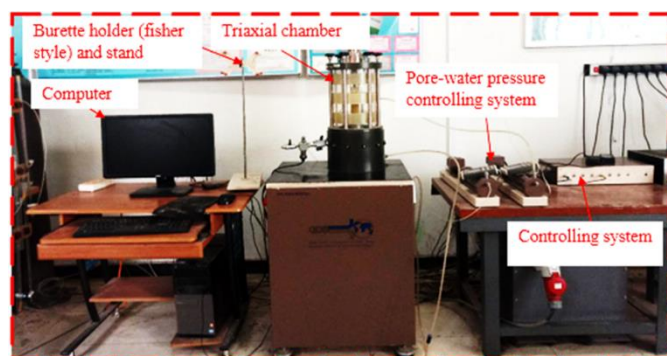 Burette holder (fisher
style) and stand
Triaxial chamber
Computer
Pore-water pressure
controlling system
Controlling system